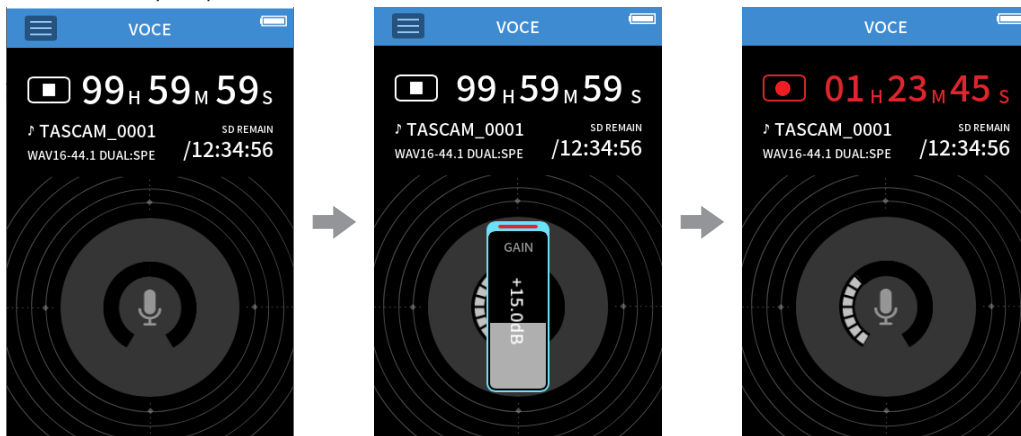 VOCE
99H59M59S
♪ TASCAM_0001
SD REMAIN
WAV16-44.1 DUAL:SPE
/12:34:56
VOCE
99H59M59S
♪ TASCAM_0001
SD REMAIN
WAV16-44.1 DUAL:SPE
/12:34:56
GAIN
+15.0dB
VOCE
01H23M45S
♪ TASCAM_0001
SD REMAIN
WAV16-44.1 DUAL:SPE
/12:34:56